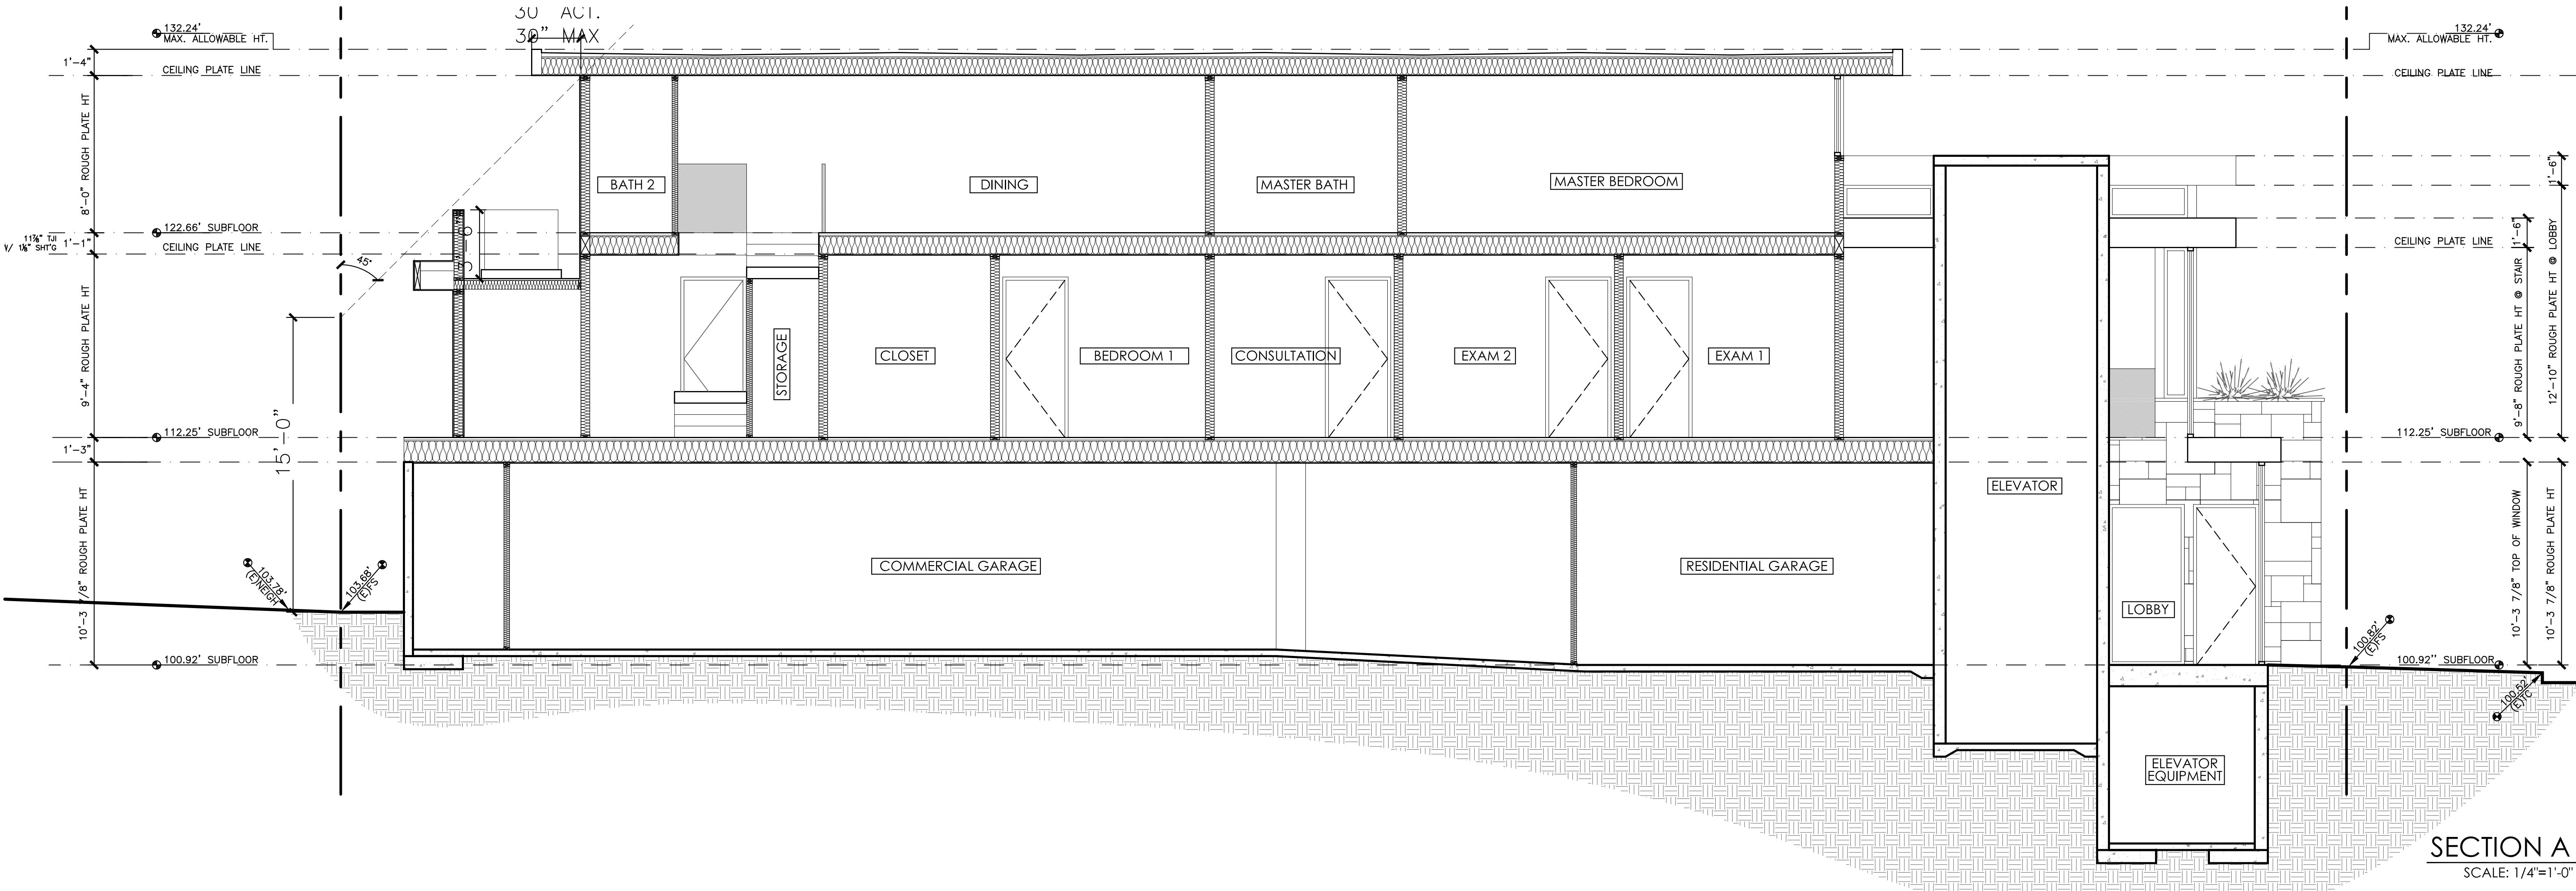 30" ACT.
30" MAX
132.24'
MAX. ALLOWABLE HT.
132.24'
MAX. ALLOWABLE HT.
1'-4"
CEILING PLATE LINE
CEILING PLATE LINE
8'-0" ROUGH PLATE HT
BATH 2
DINING
MASTER BATH
MASTER BEDROOM
1'-6"
122.66' SUBFLOOR
11 7/8" TJI
1'-1"
CEILING PLATE LINE
45°
1'-6"
CEILING PLATE LINE
9'-4" ROUGH PLATE HT
15'-0"
STORAGE
CLOSET
BEDROOM 1
CONSULTATION
EXAM 2
EXAM 1
9'-8" ROUGH PLATE HT @ STAIR
12'-10" ROUGH PLATE HT @ LOBBY
112.25' SUBFLOOR
112.25' SUBFLOOR
1'-3"
ELEVATOR
10'-3 7/8" ROUGH PLATE HT
103.78'
(E)NEIGH
103.68'
(E)FS
COMMERCIAL GARAGE
RESIDENTIAL GARAGE
LOBBY
10'-3 7/8" TOP OF WINDOW
10'-3 7/8" ROUGH PLATE HT
100.82'
(E)FS
100.92' SUBFLOOR
100.92'' SUBFLOOR
100.52'
(E)TC
ELEVATOR
EQUIPMENT
SECTION A
SCALE: 1/4"=1'-0"